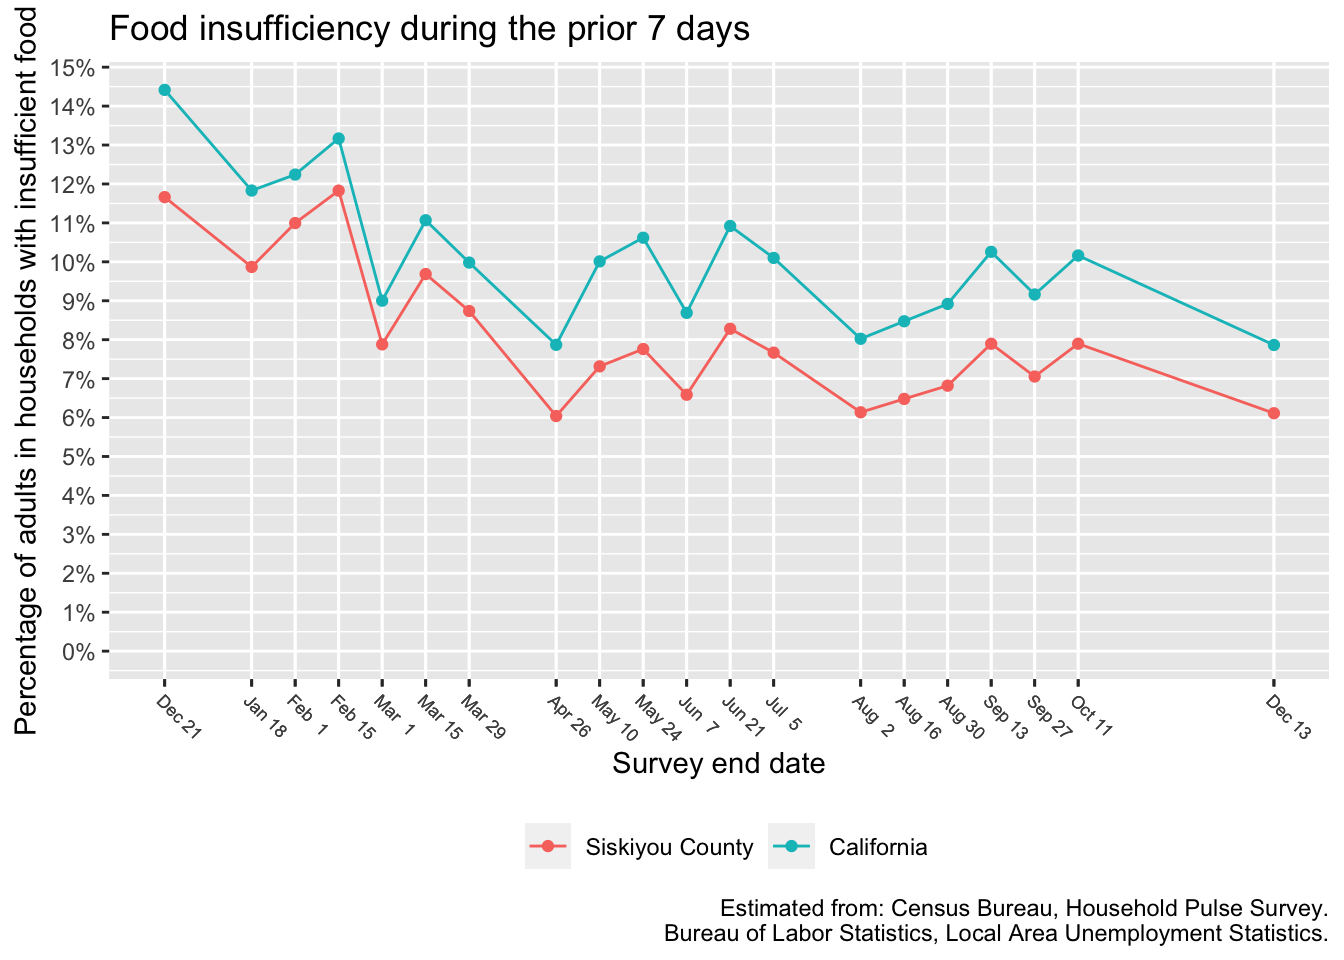 Food insufficiency during the prior 7 days
Percentage of adults in households with insufficient food
15%
14%
13%
12%
11%
10%
9%
8%
7%
6%
5%
4%
3%
2%
1%
0%
Dec 21
Jan 18
Feb 1
Feb 15
Mar 1
Mar 15
Mar 29
Apr 26
May 10
May 24
Jun 7
Jun 21
Jul 5
Aug 2
Aug 16
Aug 30
Sep 13
Sep 27
Oct 11
Dec 13
Survey end date
Siskiyou County
California
Estimated from: Census Bureau, Household Pulse Survey.
Bureau of Labor Statistics, Local Area Unemployment Statistics.